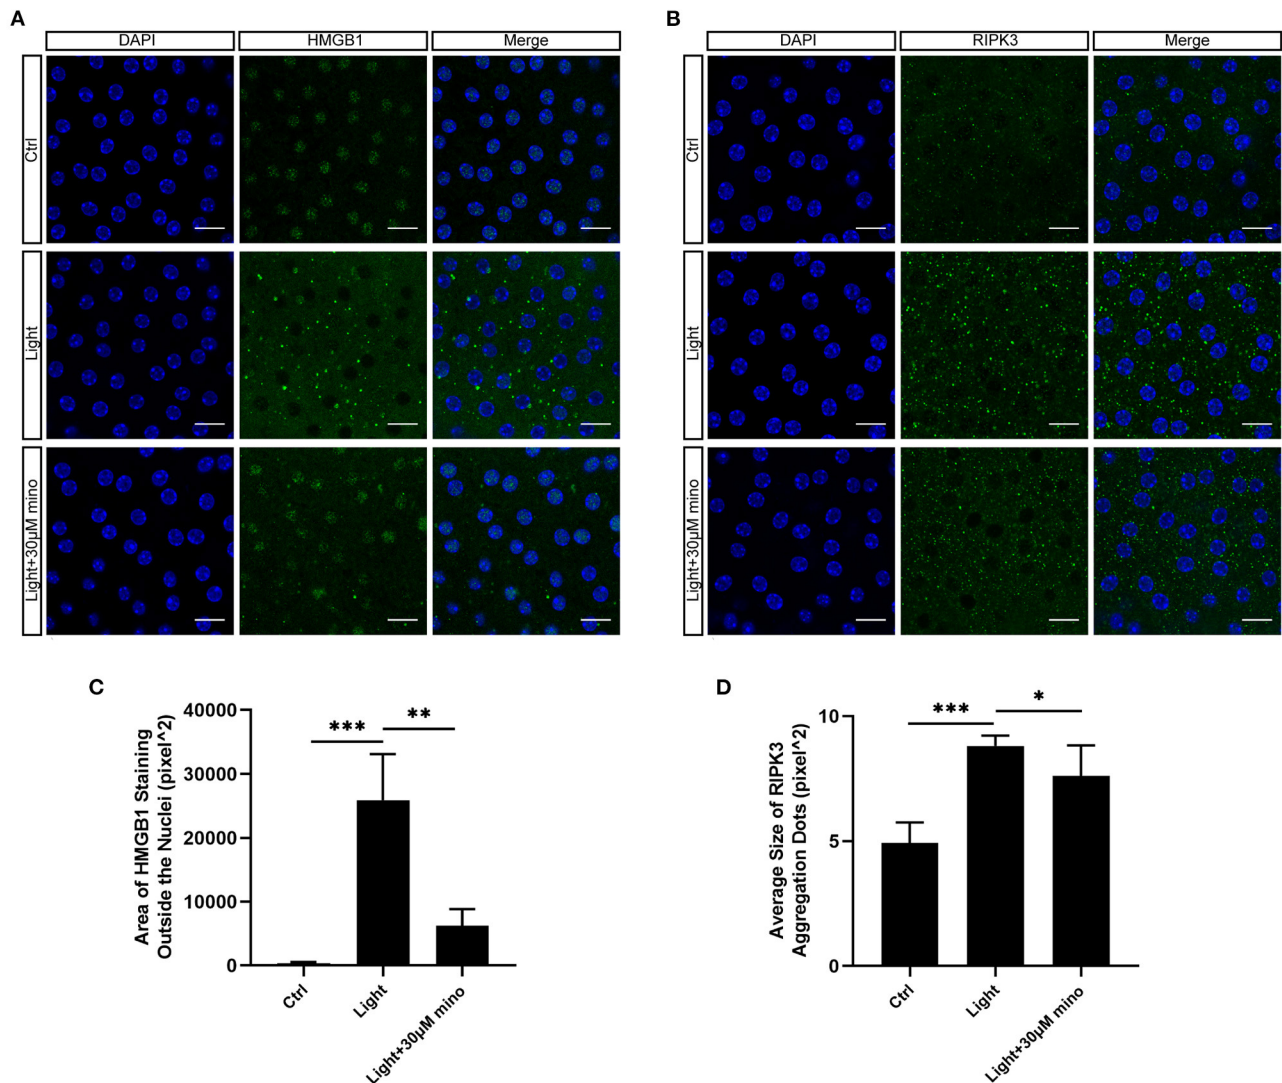 A
B
DAPI HMGB1 Merge
DAPI RIPK3 Merge
Ctrl
Light
Light+30μM mino
Ctrl
Light
Light+30μM mino
C
Area of HMGB1 Staining
Outside the Nuclei (pixel^2)
40000
30000
20000
10000
0
***
**
Ctrl
Light
Light+30μM mino
D
Average Size of RIPK3
Aggregation Dots (pixel^2)
10
5
0
***
*
Ctrl
Light
Light+30μM mino